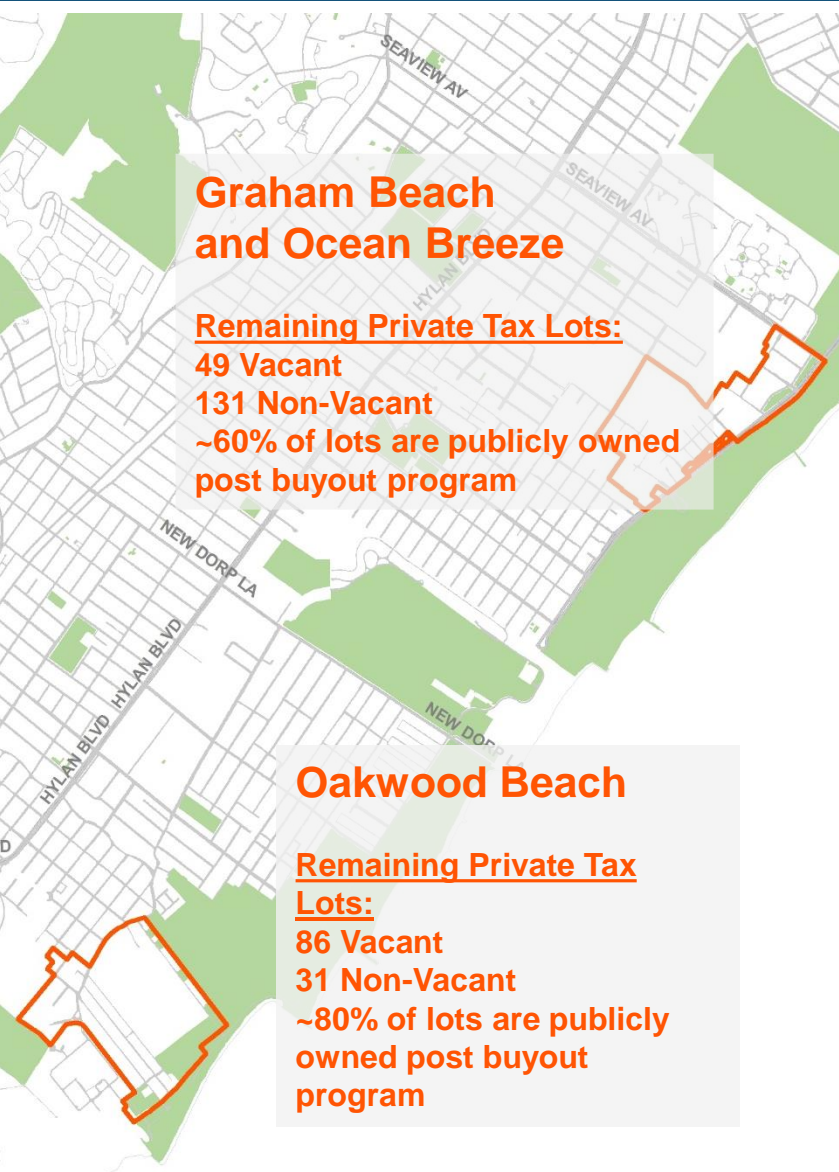 SEAVIEW AV
SEAVIEW AV
Graham Beach
and Ocean Breeze
HYLAN BLVD
Remaining Private Tax Lots:
49 Vacant
131 Non-Vacant
~60% of lots are publicly owned
post buyout program
NEW DORP LA
HYLAN BLVD
HYLAN BLVD
NEW DORP LA
Oakwood Beach
Remaining Private Tax
Lots:
86 Vacant
31 Non-Vacant
~80% of lots are publicly
owned post buyout
program
D